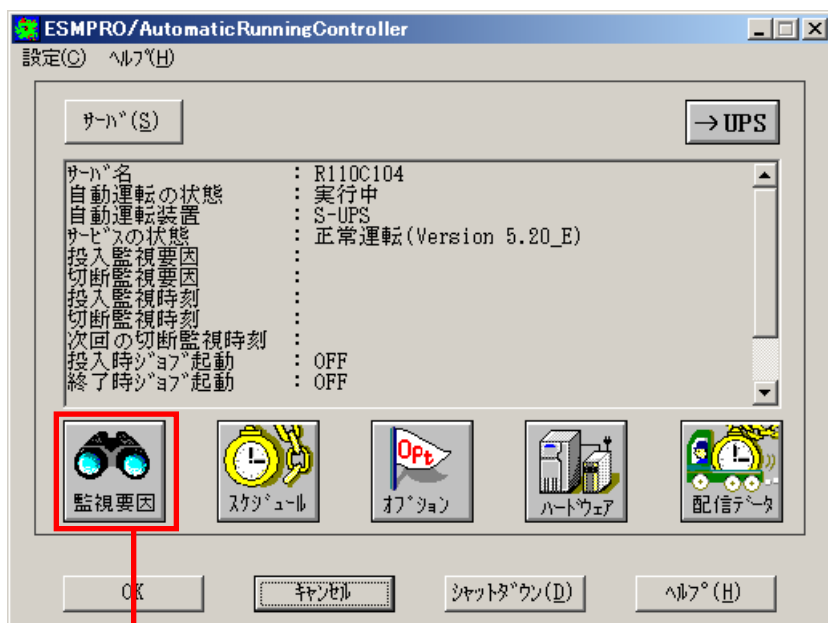 ESMPRO/AutomaticRunningController
設定(C) ﾍﾙﾌﾟ(H)
ｻｰﾊﾞ(S)
→UPS
ｻｰﾊﾞ名 : R110C104
自動運転の状態 : 実行中
自動運転装置 : S-UPS
ｻｰﾋﾞｽの状態 : 正常運転(Version 5.20_E)
投入監視要因 :
切断監視要因 :
投入監視時刻 :
切断監視時刻 :
次回の切断監視時刻 :
投入時ｼﾞｮﾌﾞ起動 : OFF
終了時ｼﾞｮﾌﾞ起動 : OFF
OPt
監視要因 ｽｹｼﾞｭｰﾙ ｵﾌﾟｼｮﾝ ﾊｰﾄﾞｳｪｱ 配信ﾃﾞｰﾀ
OK ｷｬﾝｾﾙ ｼｬｯﾄﾀﾞｳﾝ(D) ﾍﾙﾌﾟ(H)